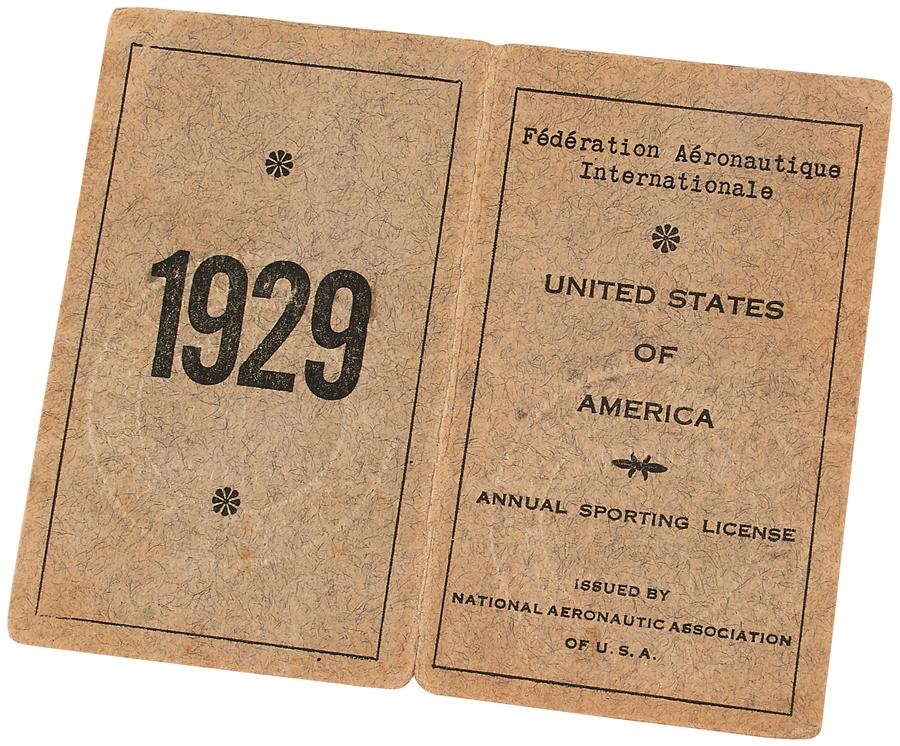 1929
Fédération Aéronautique
Internationale
UNITED STATES
OF
AMERICA
ANNUAL SPORTING LICENSE
ISSUED BY
NATIONAL AERONAUTIC ASSOCIATION
OF U. S. A.